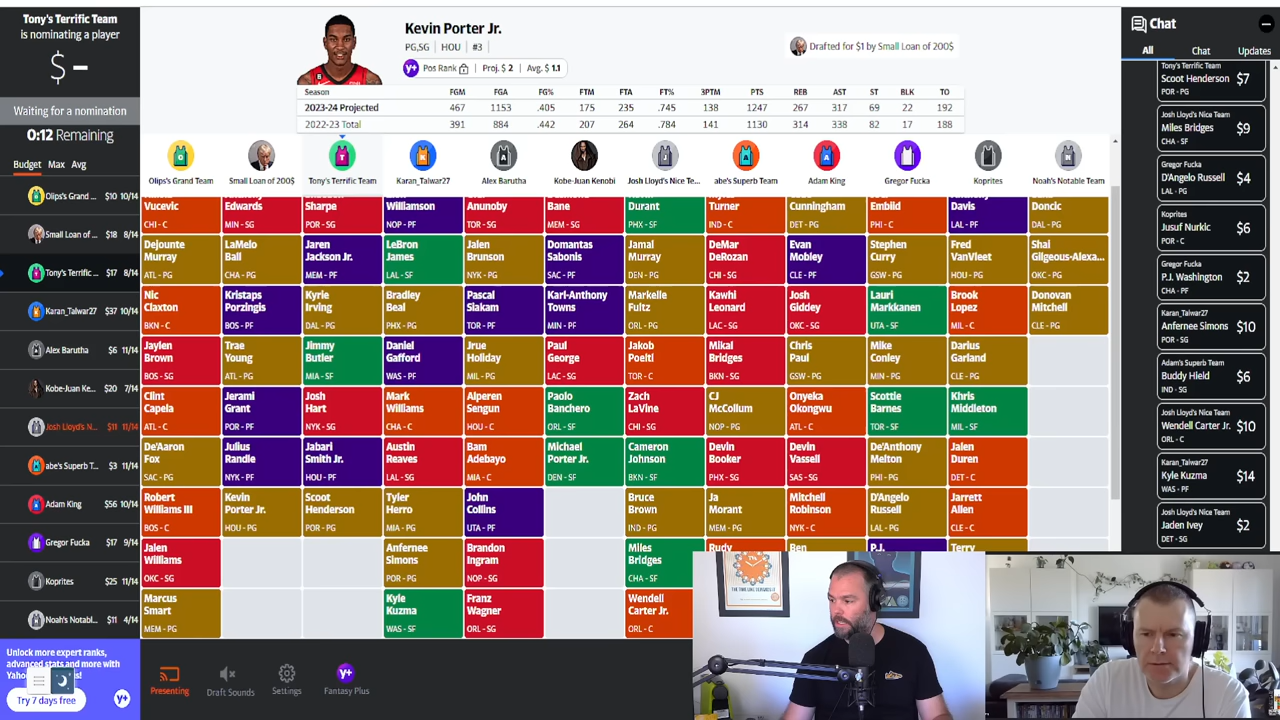 Tony's Terrific Team
is nominating a player
$ –
Waiting for a nomination
0:12 Remaining
Budget Max Avg
Olips's Grand ... $10 10/14
Small Loan of ... $18 8/14
Tony's Terrific ... $17 8/14
Karan_Talwar27 $37 10/14
Alex Barutha $6 11/14
Kobe-Juan Ke... $20 7/14
Josh Lloyd's N... $11 11/14
abe's Superb T... $3 11/14
Adam King $56 10/14
Gregor Fucka $17 9/14
Koprites $25 11/14
Noah's Notabl... $11 4/14
Unlock more expert ranks,
Try 7 days free
y+
Kevin Porter Jr.
PG,SG HOU #3
y+ Pos Rank Proj. $ 2 Avg. $ 1.1
Drafted for $1 by Small Loan of 200$
Season FGM FGA FG% FTM FTA FT% 3PTM PTS REB AST ST BLK TO
2023-24 Projected 467 1153 .405 175 235 .745 138 1247 267 317 69 22 192
2022-23 Total 391 884 .442 207 264 .784 141 1130 314 338 82 17 188
Olips's Grand Team Small Loan of 200$ Tony's Terrific Team Karan_Talwar27 Alex Barutha Kobe-Juan Kenobi Josh Lloyd's Nice Te... abe's Superb Team Adam King Gregor Fucka Koprites Noah's Notable Team
Vucevic Edwards Sharpe Williamson Anunoby Bane Durant Turner Cunningham Embiid Davis Doncic
CHI - C MIN - SG POR - SG NOP - PF TOR - SG MEM - SG PHX - SF IND - C DET - PG PHI - C LAL - PF DAL - PG
Dejounte LaMelo Jaren LeBron Jalen Domantas Jamal DeMar Evan Stephen Fred Shai
Murray Ball Jackson Jr. James Brunson Sabonis Murray DeRozan Mobley Curry VanVleet Gilgeous-Alexa...
ATL - PG CHA - PG MEM - PF LAL - SF NYK - PG SAC - PF DEN - PG CHI - SG CLE - PF GSW - PG HOU - PG OKC - PG
Nic Kristaps Kyrie Bradley Pascal Karl-Anthony Markelle Kawhi Josh Lauri Brook Donovan
Claxton Porzingis Irving Beal Siakam Towns Fultz Leonard Giddey Markkanen Lopez Mitchell
BKN - C BOS - PF DAL - PG PHX - PG TOR - PF MIN - PF ORL - PG LAC - SG OKC - SG UTA - SF MIL - C CLE - PG
Jaylen Trae Jimmy Daniel Jrue Paul Jakob Mikal Chris Mike Darius
Brown Young Butler Gafford Holiday George Poeltl Bridges Paul Conley Garland
BOS - SG ATL - PG MIA - SF WAS - PF MIL - PG LAC - SG TOR - C BKN - SG GSW - PG MIN - PG CLE - PG
Clint Jerami Josh Mark Alperen Paolo Zach CJ Onyeka Scottie Khris
Capela Grant Hart Williams Sengun Banchero LaVine McCollum Okongwu Barnes Middleton
ATL - C POR - PF NYK - SG CHA - C HOU - C ORL - SF CHI - SG NOP - PG ATL - C TOR - SF MIL - SF
De'Aaron Julius Jabari Austin Bam Michael Cameron Devin Devin De'Anthony Jalen
Fox Randle Smith Jr. Reaves Adebayo Porter Jr. Johnson Booker Vassell Melton Duren
SAC - PG NYK - PF HOU - PF LAL - SG MIA - C DEN - SF BKN - SF PHX - SG SAS - SG PHI - PG DET - C
Robert Kevin Scoot Tyler John Bruce Ja Mitchell D'Angelo Jarrett
Williams III Porter Jr. Henderson Herro Collins Brown Morant Robinson Russell Allen
BOS - C HOU - PG POR - PG MIA - PG UTA - PF IND - PG MEM - PG NYK - C LAL - PG CLE - C
Jalen Anfernee Brandon Miles Rudy Ben P.J. Terry
Williams Simons Ingram Bridges
OKC - SG POR - PG NOP - SG CHA - SF
Marcus Kyle Franz Wendell
Smart Kuzma Wagner Carter Jr.
MEM - PG WAS - SF ORL - SG ORL - C
Presenting Draft Sounds Settings Fantasy Plus
Chat
All Chat Updates
Tony's Terrific Team
Scoot Henderson $7
POR - PG
Josh Lloyd's Nice Team
Miles Bridges $9
CHA - SF
Gregor Fucka
D'Angelo Russell $4
LAL - PG
Koprites
Jusuf Nurkic $6
POR - C
Gregor Fucka
P.J. Washington $2
CHA - PF
Karan_Talwar27
Anfernee Simons $10
POR - SG
Adam's Superb Team
Buddy Hield $6
IND - SG
Josh Lloyd's Nice Team
Wendell Carter Jr. $10
ORL - C
Karan_Talwar27
Kyle Kuzma $14
WAS - PF
Josh Lloyd's Nice Team
Jaden Ivey $2
DET - SG